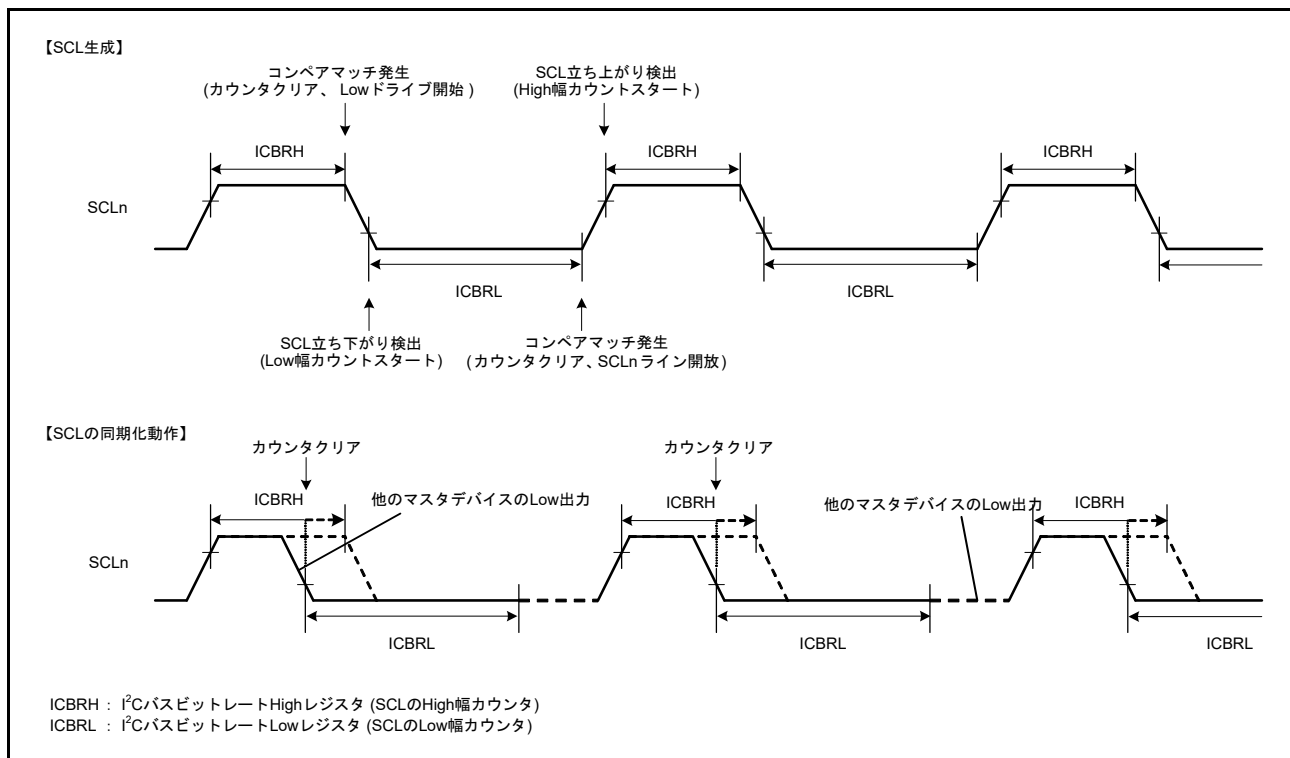 【SCL生成】
コンペアマッチ発生
(カウンタクリア、 Lowドライブ開始 )
SCL立ち上がり検出
(High幅カウントスタート)
ICBRH
ICBRH
ICBRH
SCLn
ICBRL
ICBRL
SCL立ち下がり検出
(Low幅カウントスタート)
コンペアマッチ発生
( カウンタクリア、SCLnライン開放)
【SCLの同期化動作】
カウンタクリア
カウンタクリア
ICBRH
他のマスタデバイスのLow出力
ICBRH
他のマスタデバイスのLow出力
ICBRH
SCLn
ICBRL
ICBRL
ICBRL
ICBRH : I²CバスビットレートHighレジスタ (SCLのHigh幅カウンタ)
ICBRL : I²CバスビットレートLowレジスタ (SCLのLow幅カウンタ)